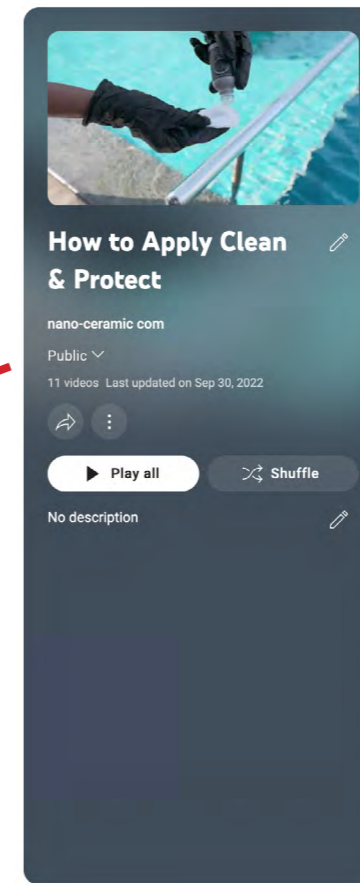 How to Apply Clean
& Protect
nano-ceramic com
Public
11 videos Last updated on Sep 30, 2022
Play all
Shuffle
No description